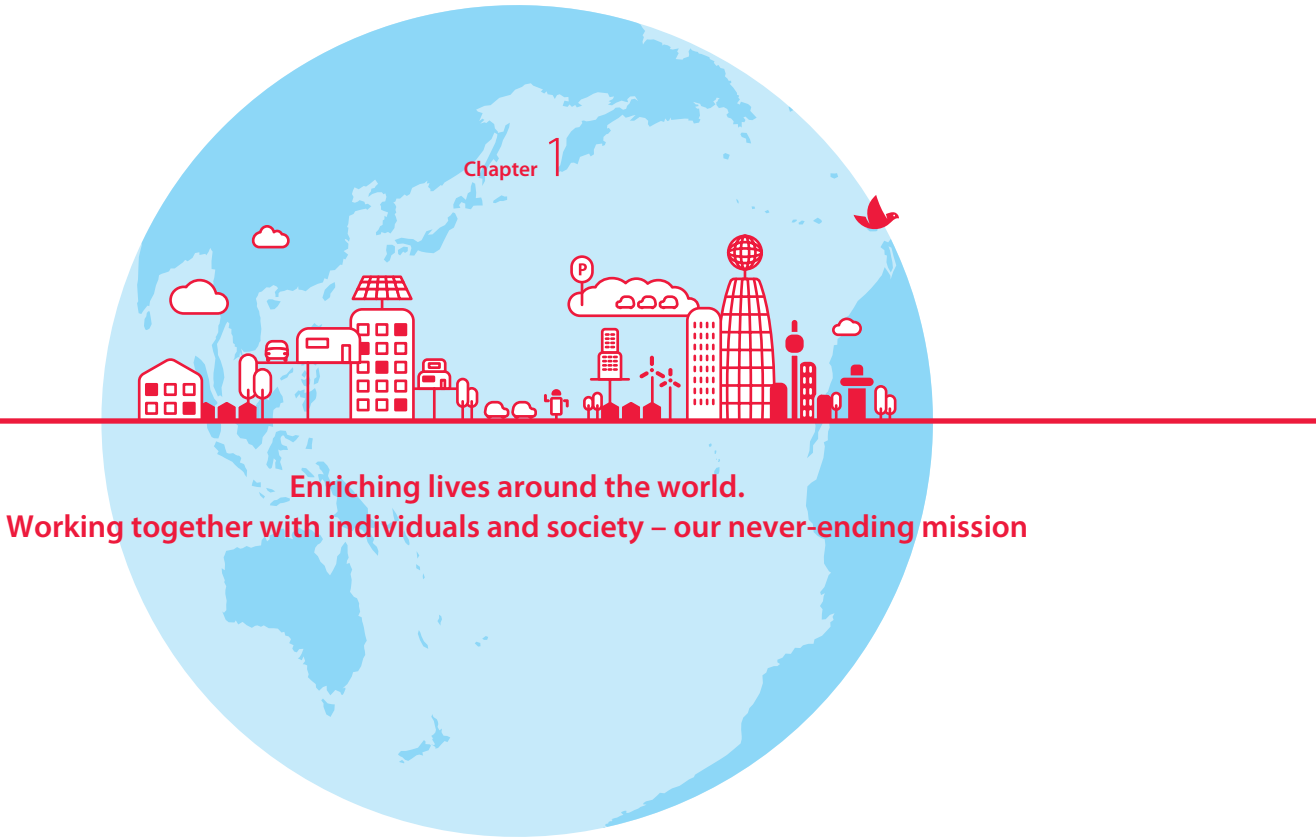 Chapter 1
P
Enriching lives around the world.
Working together with individuals and society – our never-ending mission